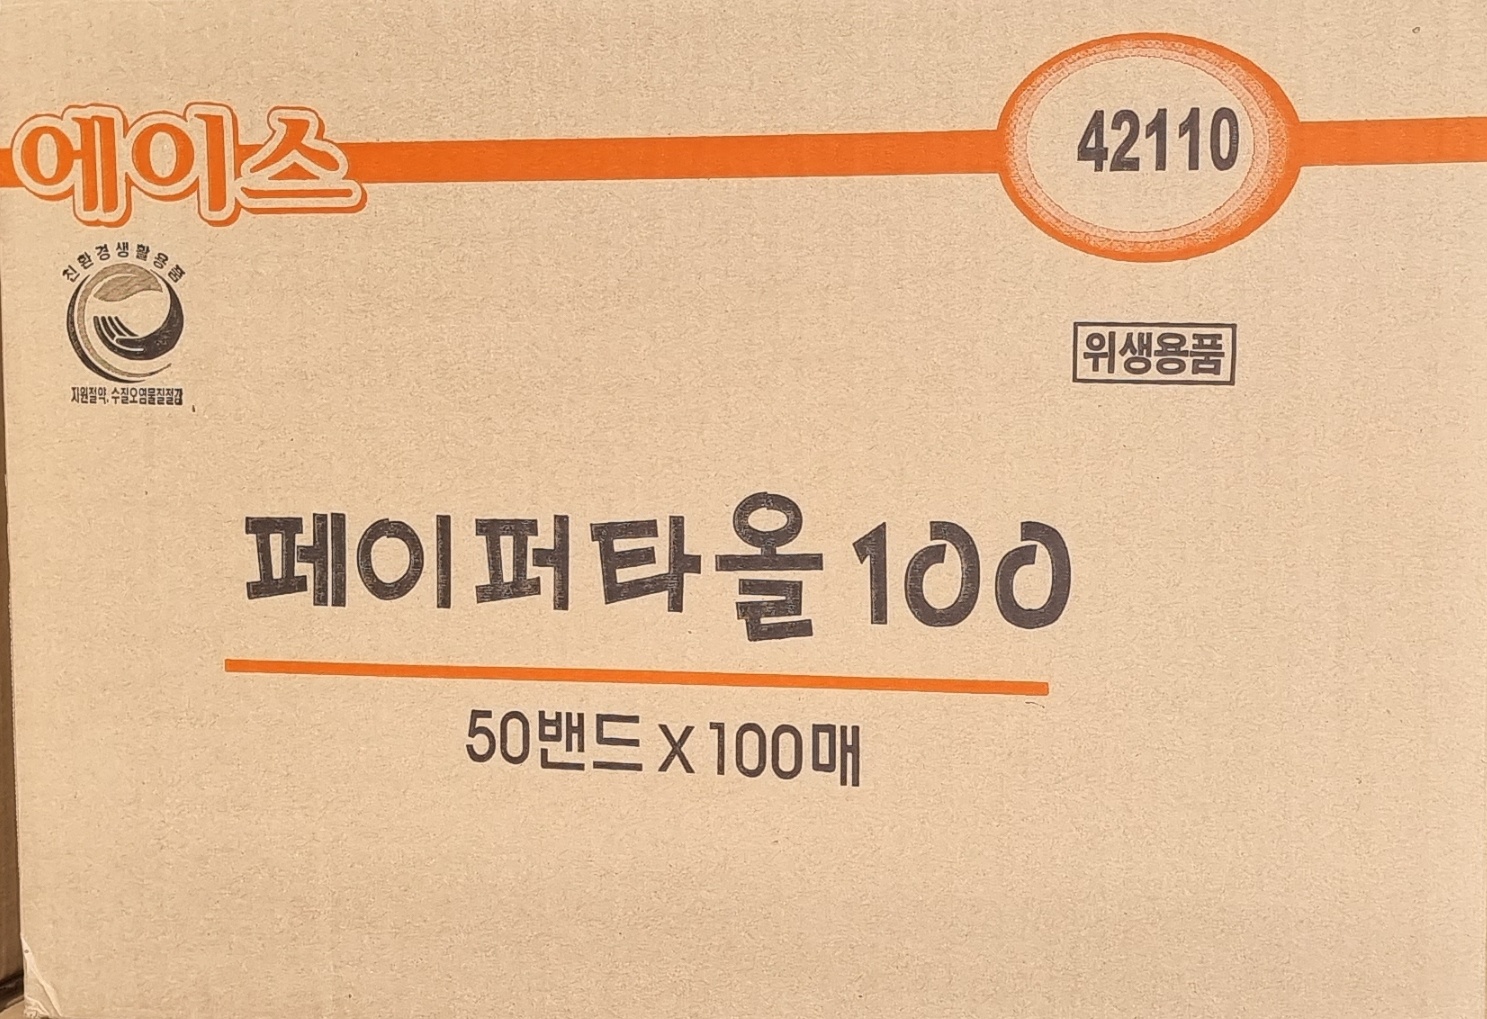 에이스
42110
친환경생활용품
자원절약, 수질오염물질절감
위생용품
페이퍼타올100
50밴드X100매